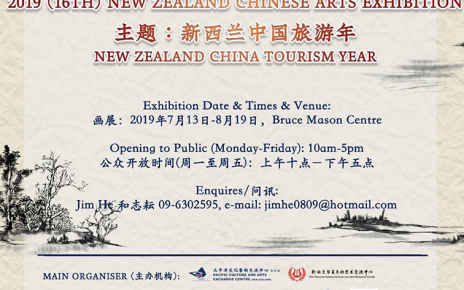 2019 (16TH) NEW ZEALAND CHINESE ARTS EXHIBITION
主题：新西兰中国旅游年
NEW ZEALAND CHINA TOURISM YEAR
Exhibition Date & Times & Venue:
画展：2019年7月13日-8月19日，Bruce Mason Centre
Opening to Public (Monday-Friday): 10am-5pm
公众开放时间(周一至周五)：上午十点－下午五点
Enquires/问讯:
Jim He 和志耘 09-6302595, e-mail: jimhe0809@hotmail.com
MAIN ORGANISER (主办机构):
太平洋文化艺术交流中心
PACIFIC CULTURE AND ARTS
EXCHANGE CENTRE